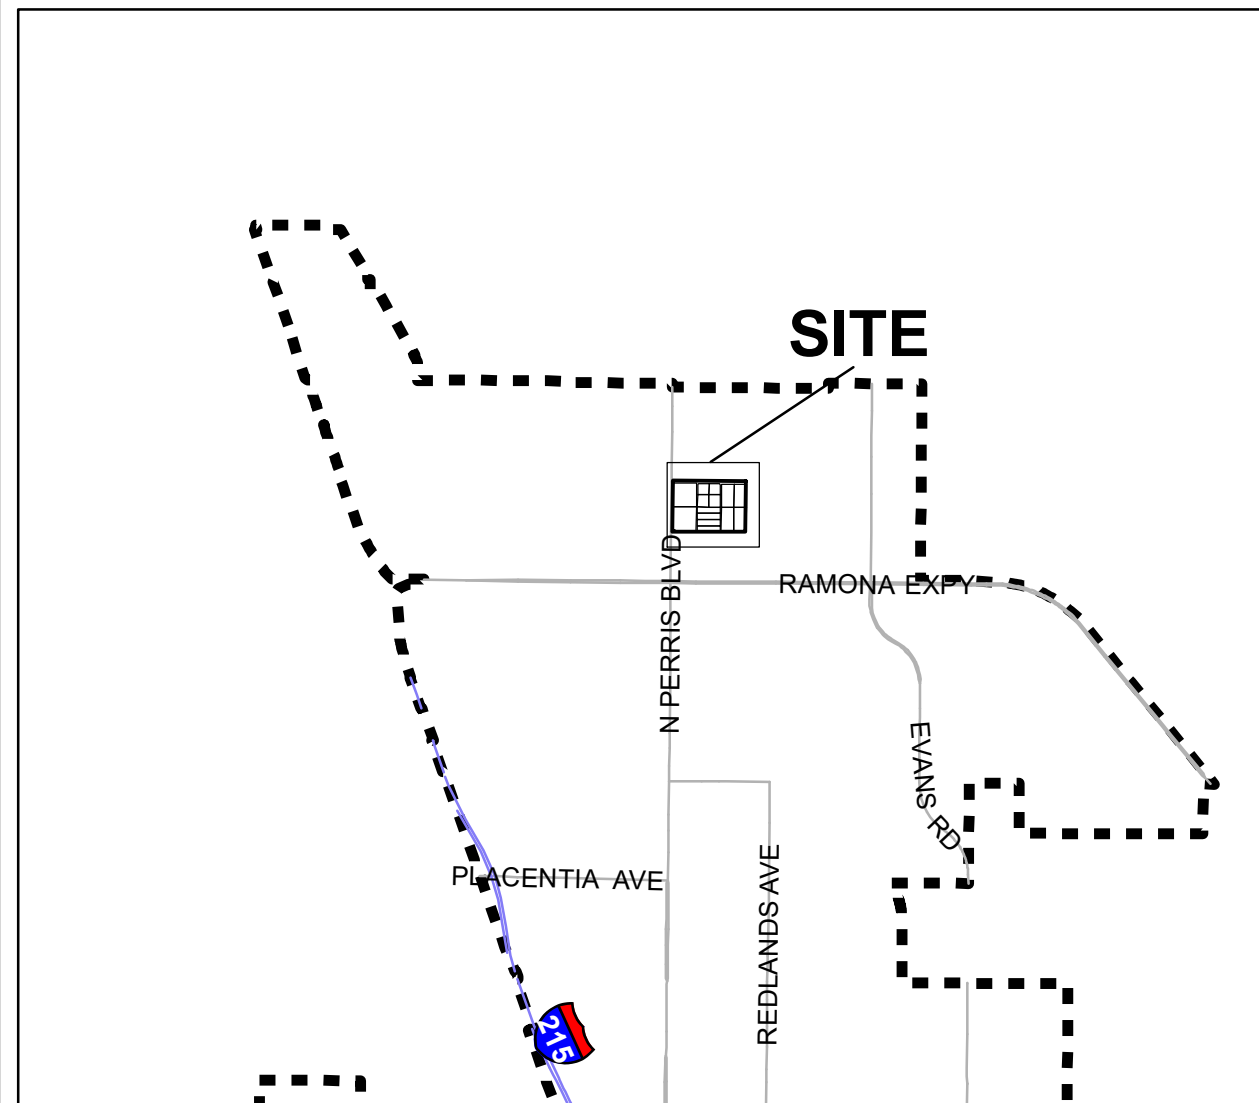 SITE
RAMONA EXPY
N PERRIS BLVD
EVANS RD
PLACENTIA AVE
REDLANDS AVE
215